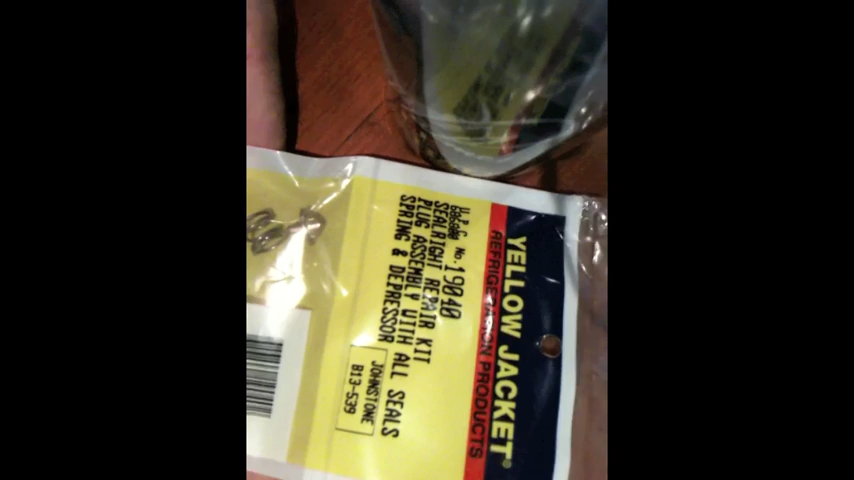 YELLOW JACKET®
REFRIGERATION PRODUCTS
U.P.C. No. 19040
686800
SEALRIGHT REPAIR KIT
PLUG ASSEMBLY WITH ALL SEALS
SPRING & DEPRESSOR
JOHNSTONE
B13-539